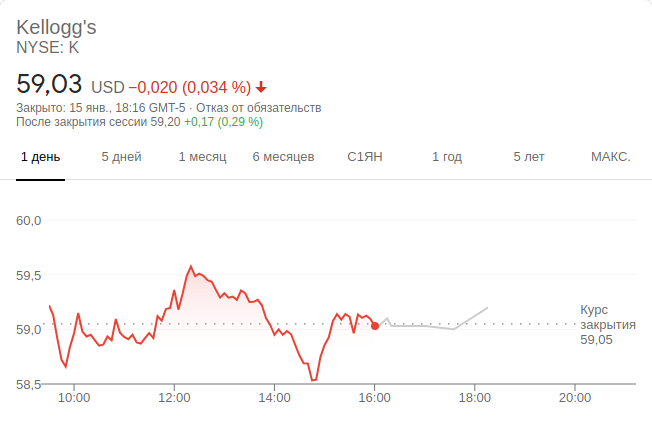 Kellogg's
NYSE: K
59,03 USD −0,020 (0,034 %)
Закрыто: 15 янв., 18:16 GMT-5 · Отказ от обязательств
После закрытия сессии 59,20 +0,17 (0,29 %)
1 день 5 дней 1 месяц 6 месяцев С1ЯН 1 год 5 лет МАКС.
60,0
59,5
59,0
58,5
Курс
закрытия
59,05
10:00 12:00 14:00 16:00 18:00 20:00